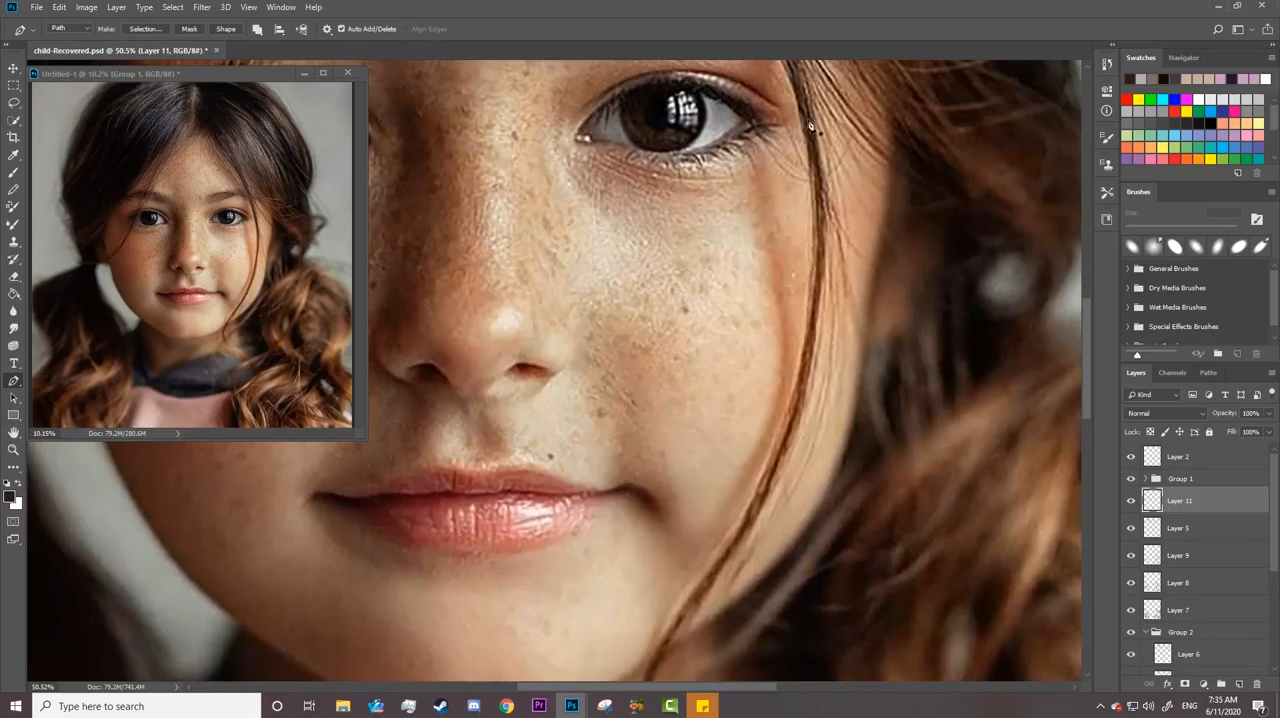 Ps File Edit Image Layer Type Select Filter 3D View Window Help
Path Make: Selection... Mask Shape Auto Add/Delete Align Edges
child-Recovered.psd @ 50.5% (Layer 11, RGB/8#) *
Untitled-1 @ 10.2% (Group 1, RGB/8#) *
10.15% Doc: 79.2M/280.6M
Swatches Navigator
Brushes
Size:
General Brushes
Dry Media Brushes
Wet Media Brushes
Special Effects Brushes
Layers Channels Paths
Kind
Normal Opacity: 100%
Lock: Fill: 100%
Layer 2
Group 1
Layer 11
Layer 5
Layer 9
Layer 8
Layer 7
Group 2
Layer 6
50.52% Doc: 79.2M/741.4M
Type here to search
ENG
7:35 AM
6/11/2020